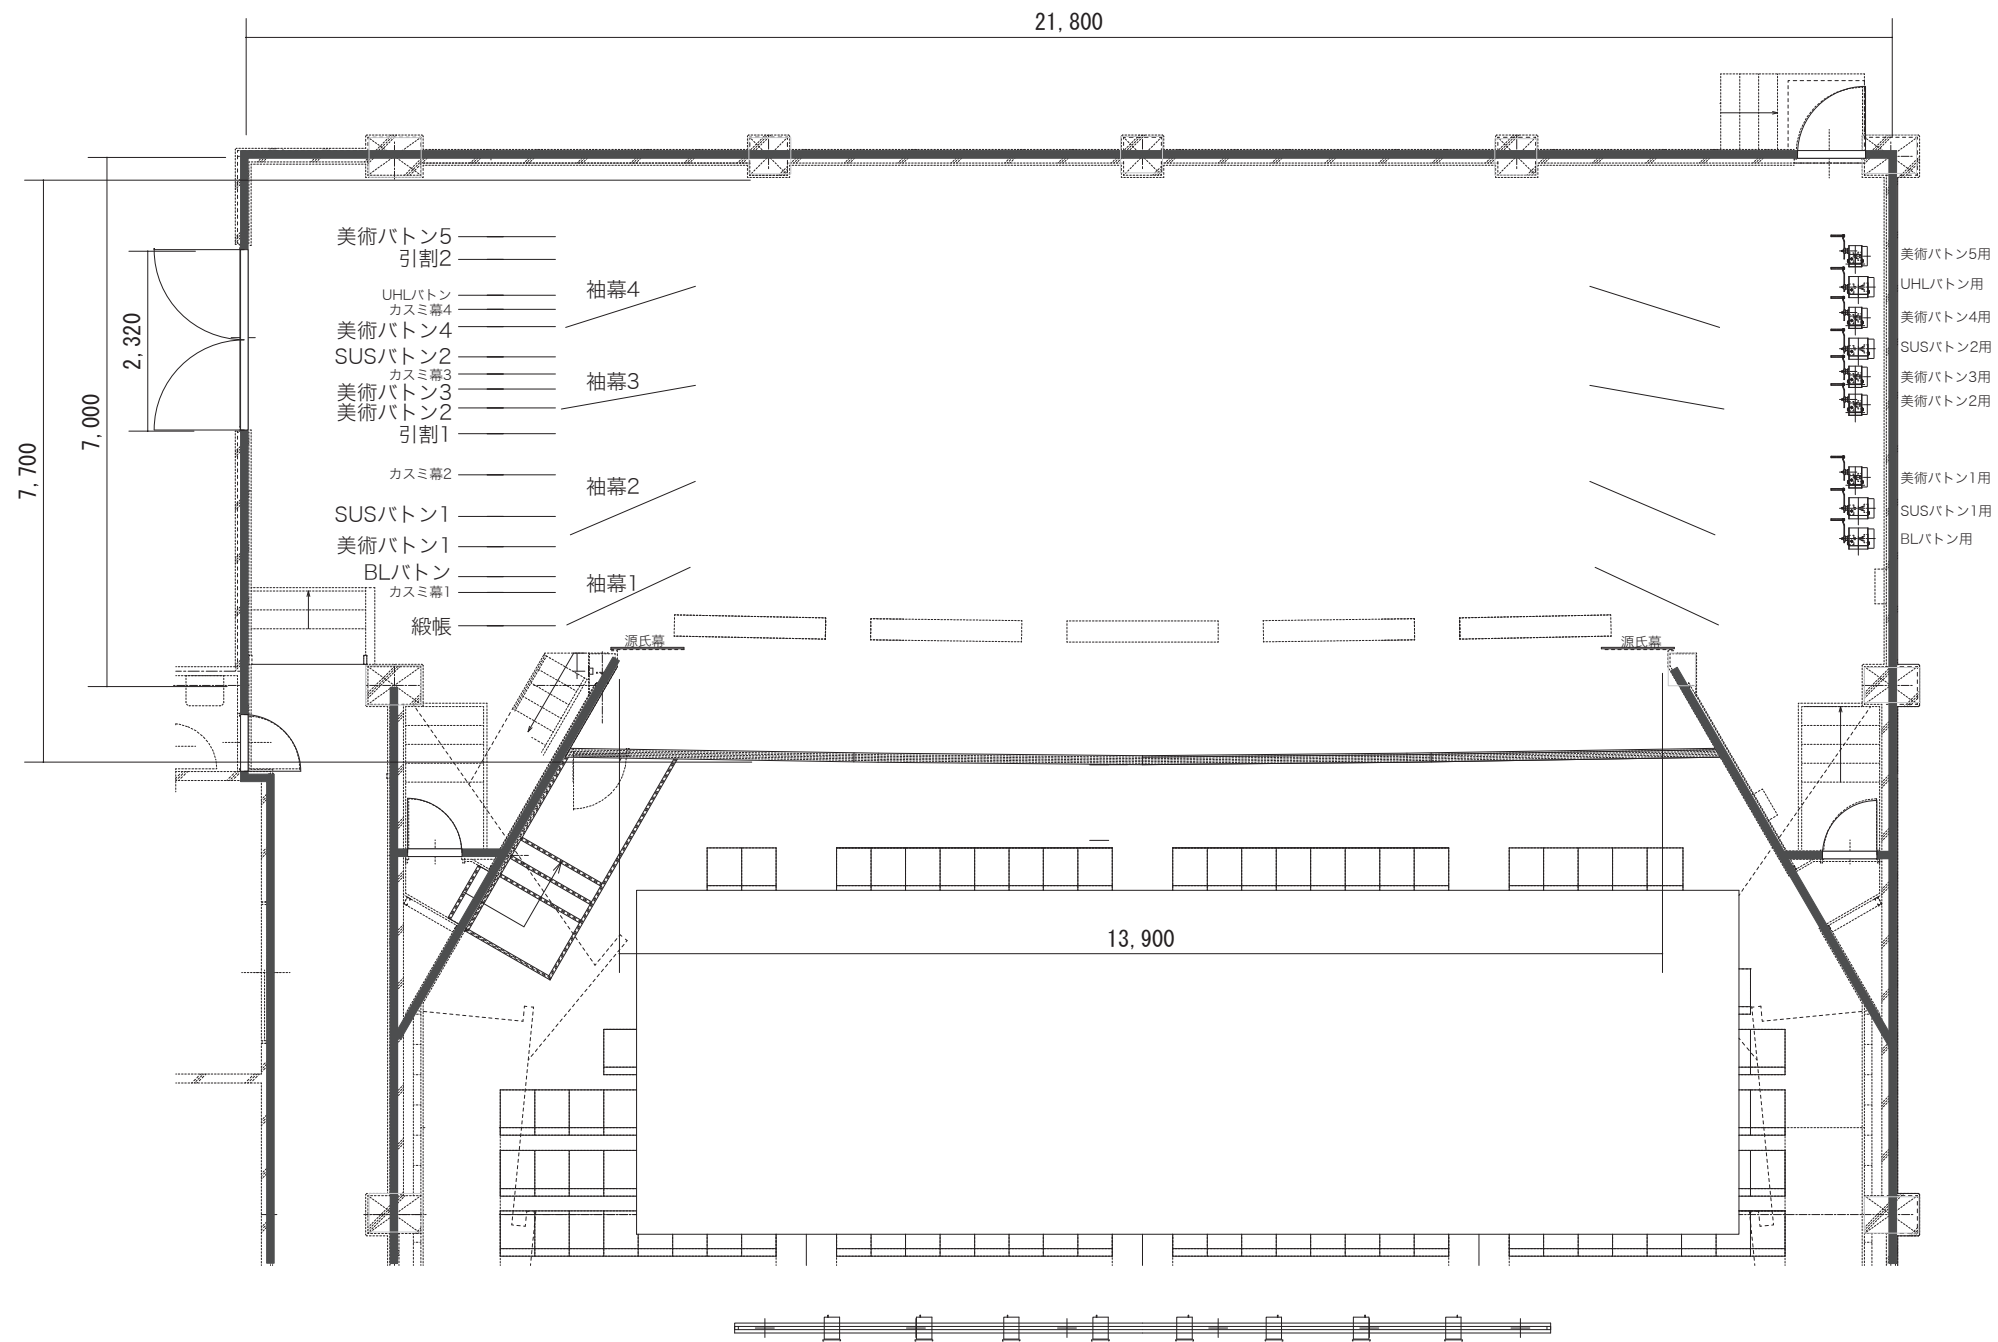 21,800
美術バトン5
引割2
UHLバトン
カスミ幕4
美術バトン4
SUSバトン2
カスミ幕3
美術バトン3
美術バトン2
引割1
カスミ幕2
SUSバトン1
美術バトン1
BLバトン
カスミ幕1
緞帳
袖幕4
袖幕3
袖幕2
袖幕1
源氏幕
源氏幕
美術バトン5用
UHLバトン用
美術バトン4用
SUSバトン2用
美術バトン3用
美術バトン2用
美術バトン1用
SUSバトン1用
BLバトン用
2,320
7,000
7,700
13,900